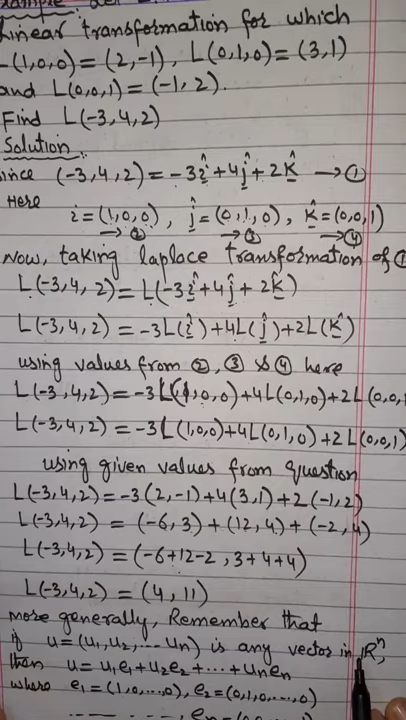 Linear transformation for which
L(1,0,0)=(2,-1), L(0,1,0)=(3,1)
and L(0,0,1)=(-1,2).
Find L(-3,4,2)
Solution:
Since (-3,4,2)=-3î+4ĵ+2k̂ →①
Here
i=(1,0,0), ĵ=(0,1,0), k̂=(0,0,1)
→② →③ →④
Now, taking laplace transformation of ①
L(-3,4,2)=L(-3î+4ĵ+2k̂)
L(-3,4,2)=-3L(î)+4L(ĵ)+2L(k̂)
using values from ②,③ & ④ here
L(-3,4,2)=-3L(1,0,0)+4L(0,1,0)+2L(0,0,
L(-3,4,2)=-3L(1,0,0)+4L(0,1,0)+2L(0,0,1)
using given values from question
L(-3,4,2)=-3(2,-1)+4(3,1)+2(-1,2)
L(-3,4,2)=(-6,3)+(12,4)+(-2,4)
L(-3,4,2)=(-6+12-2,3+4+4)
L(-3,4,2)=(4,11)
more generally, Remember that
if u=(u₁,u₂,---uₙ) is any vector in ℝⁿ,
then u=u₁e₁+u₂e₂+---+uₙeₙ
where e₁=(1,0,...,0), e₂=(0,1,0,...,0)